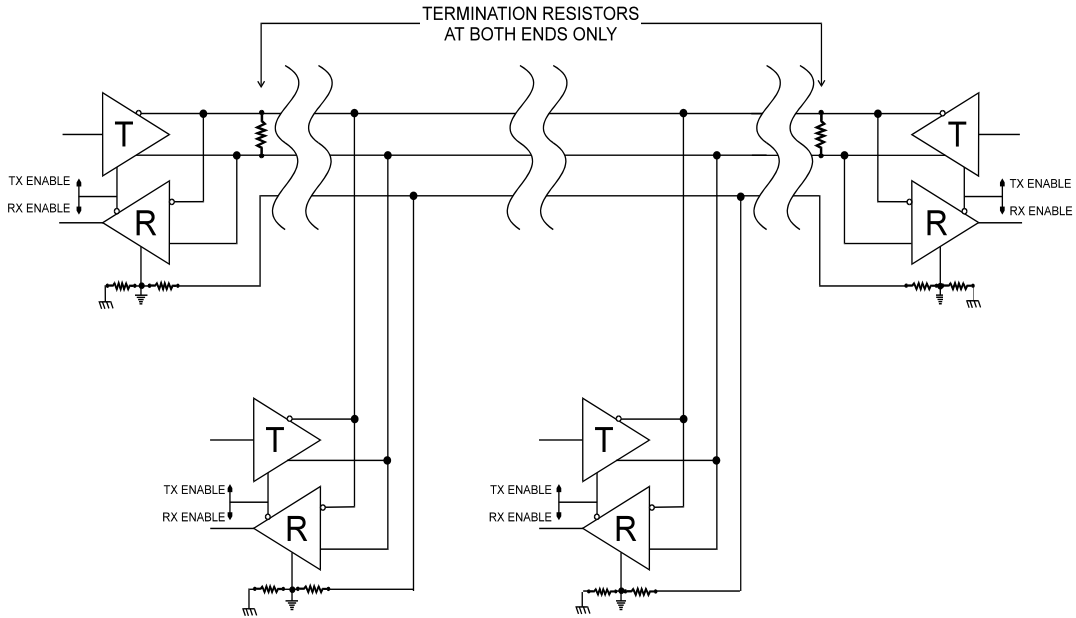 TERMINATION RESISTORS
AT BOTH ENDS ONLY
T
T
TX ENABLE
RX ENABLE
R
R
TX ENABLE
RX ENABLE
T
T
TX ENABLE
RX ENABLE
R
TX ENABLE
RX ENABLE
R